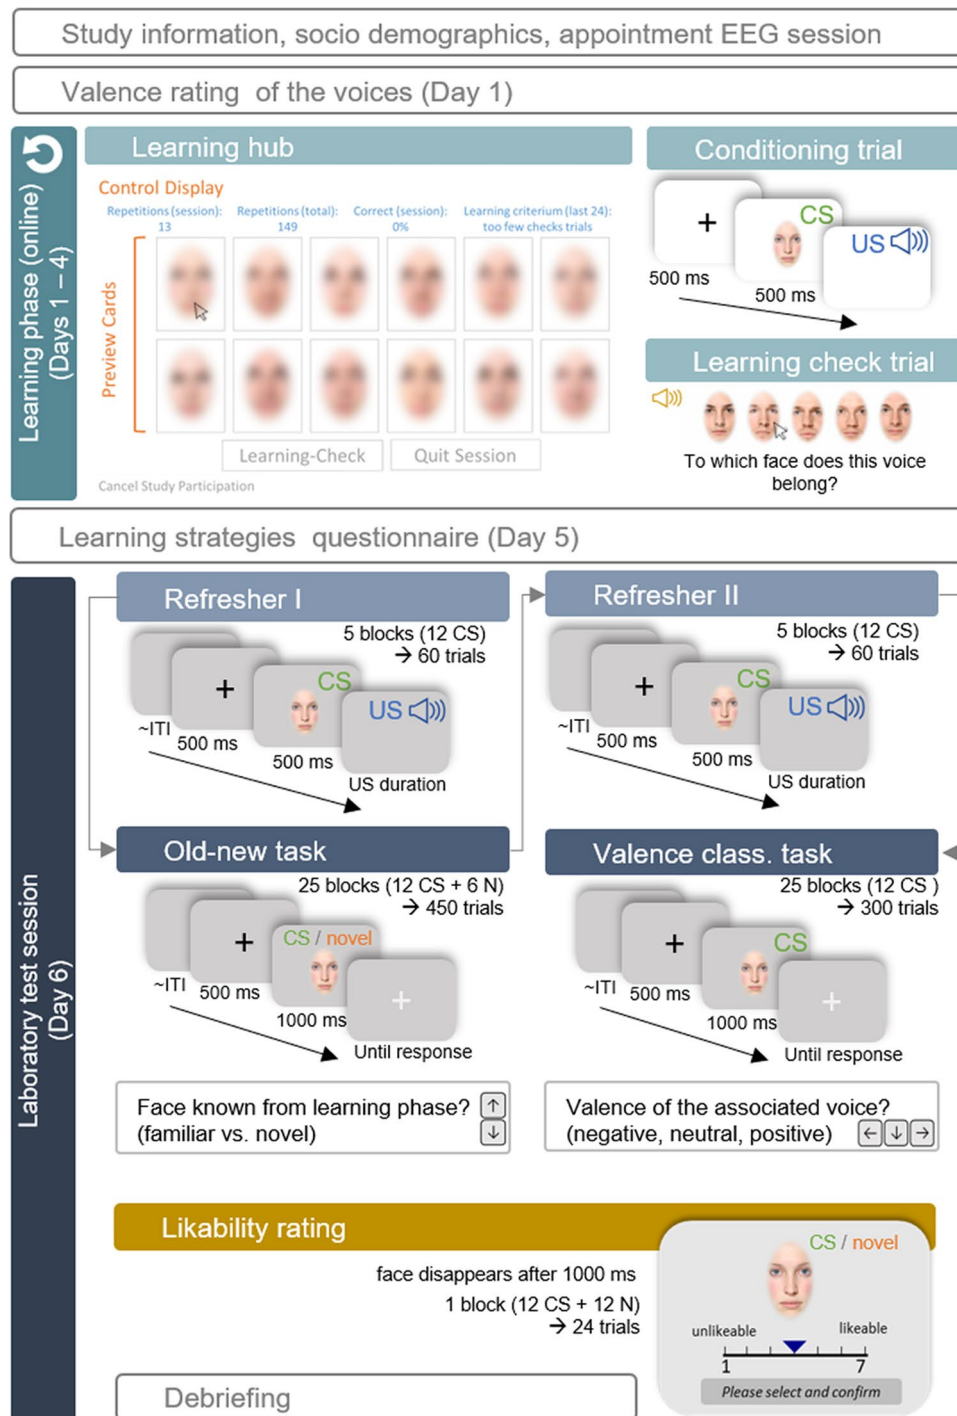 Study information, socio demographics, appointment EEG session
Valence rating of the voices (Day 1)
Learning phase (online)
(Days 1 – 4)
Learning hub
Control Display
Repetitions (session):
13
Repetitions (total):
149
Correct (session):
0%
Learning criterium (last 24):
too few checks trials
Preview Cards
Learning-Check
Quit Session
Cancel Study Participation
Conditioning trial
+
CS
US
500 ms
500 ms
Learning check trial
To which face does this voice
belong?
Learning strategies questionnaire (Day 5)
Laboratory test session
(Day 6)
Refresher I
5 blocks (12 CS)
→ 60 trials
+
CS
US
~ITI
500 ms
500 ms
US duration
Refresher II
5 blocks (12 CS)
→ 60 trials
+
CS
US
~ITI
500 ms
500 ms
US duration
Old-new task
25 blocks (12 CS + 6 N)
→ 450 trials
+
CS / novel
+
~ITI
500 ms
1000 ms
Until response
Face known from learning phase? ↑
(familiar vs. novel) ↓
Valence class. task
25 blocks (12 CS )
→ 300 trials
+
CS
+
~ITI
500 ms
1000 ms
Until response
Valence of the associated voice?
(negative, neutral, positive) ← ↓ →
Likability rating
face disappears after 1000 ms
1 block (12 CS + 12 N)
→ 24 trials
CS / novel
unlikeable likeable
1 7
Please select and confirm
Debriefing